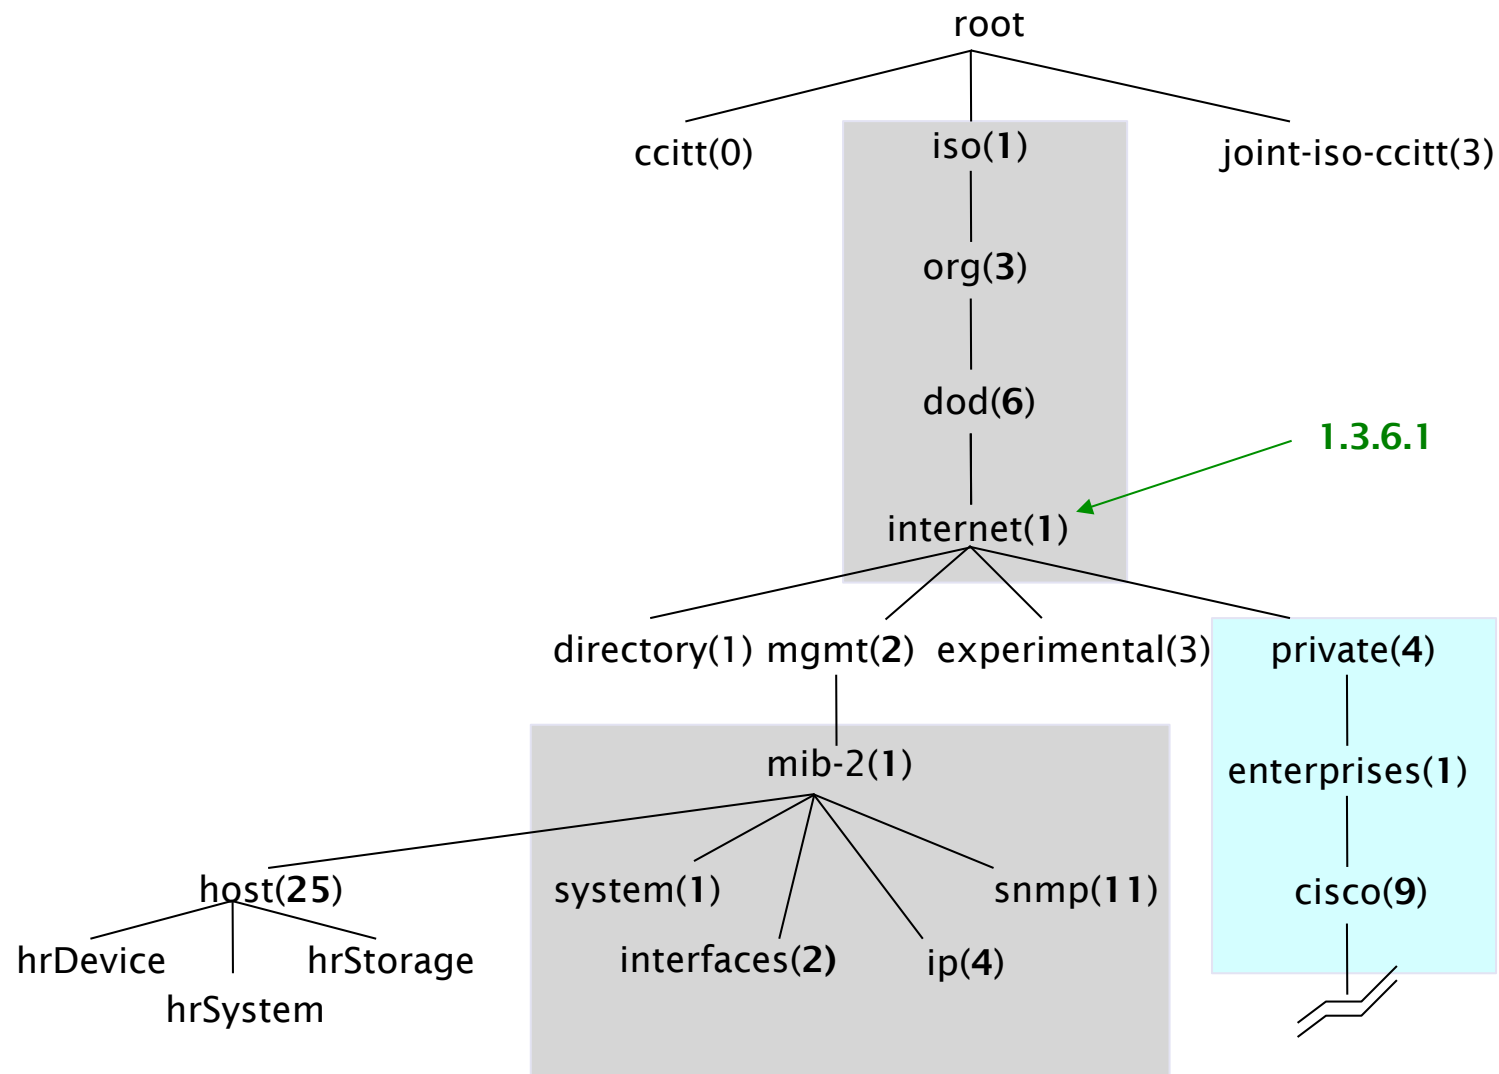 root
ccitt(0)
iso(1)
joint-iso-ccitt(3)
org(3)
dod(6)
1.3.6.1
internet(1)
directory(1)
mgmt(2)
experimental(3)
private(4)
mib-2(1)
enterprises(1)
host(25)
system(1)
snmp(11)
cisco(9)
hrDevice
hrStorage
interfaces(2)
ip(4)
hrSystem